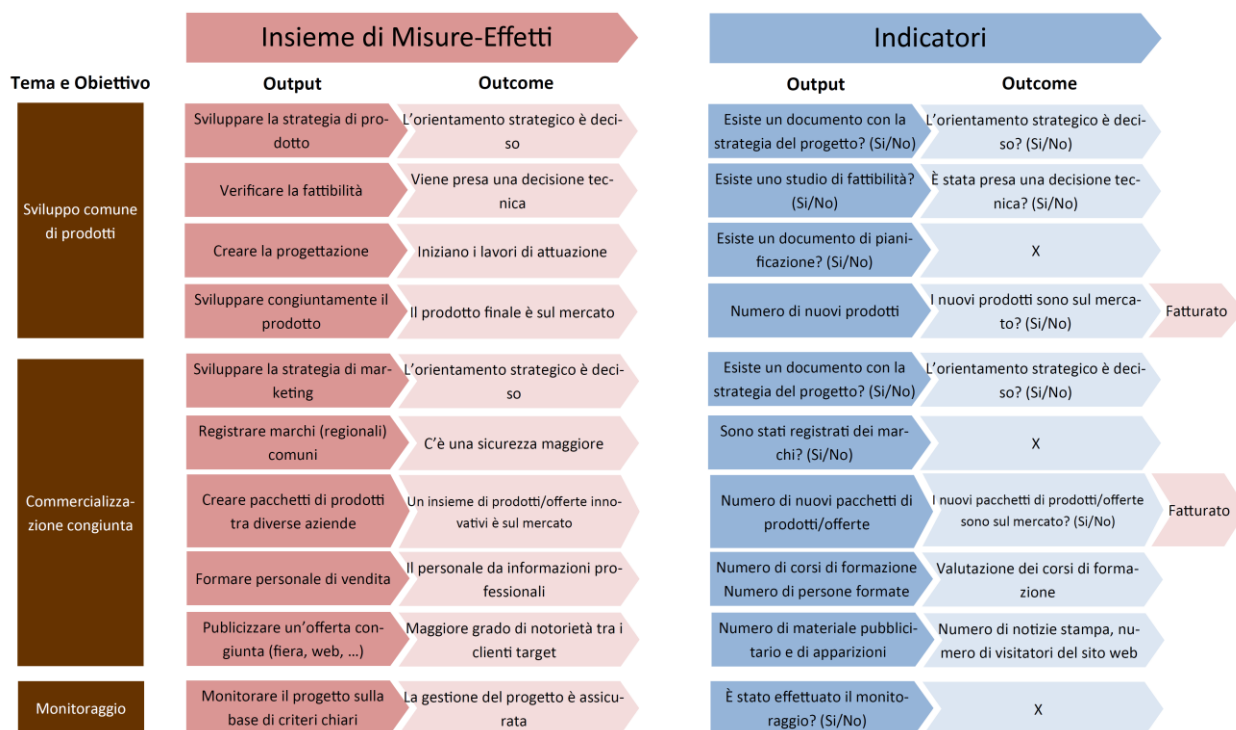 Insieme di Misure-Effetti
Indicatori
Tema e Obiettivo
Output
Outcome
Output
Outcome
Sviluppo comune
di prodotti
Sviluppare la strategia di pro-
dotto
L'orientamento strategico è deci-
so
Esiste un documento con la
strategia del progetto? (Si/No)
L'orientamento strategico è deci-
so? (Si/No)
Verificare la fattibilità
Viene presa una decisione tec-
nica
Esiste uno studio di fattibilità?
(Si/No)
È stata presa una decisione tec-
nica? (Si/No)
Creare la progettazione
Iniziano i lavori di attuazione
Esiste un documento di piani-
ficazione? (Si/No)
X
Sviluppare congiuntamente il
prodotto
Il prodotto finale è sul mercato
Numero di nuovi prodotti
I nuovi prodotti sono sul merca-
to? (Si/No)
Fatturato
Commercializza-
zione congiunta
Sviluppare la strategia di mar-
keting
L'orientamento strategico è deci-
so
Esiste un documento con la
strategia del progetto? (Si/No)
L'orientamento strategico è deci-
so? (Si/No)
Registrare marchi (regionali)
comuni
C'è una sicurezza maggiore
Sono stati registrati dei mar-
chi? (Si/No)
X
Creare pacchetti di prodotti
tra diverse aziende
Un insieme di prodotti/offerte inno-
vativi è sul mercato
Numero di nuovi pacchetti di
prodotti/offerte
I nuovi pacchetti di prodotti/offerte
sono sul mercato? (Si/No)
Fatturato
Formare personale di vendita
Il personale da informazioni pro-
fessionali
Numero di corsi di formazione
Numero di persone formate
Valutazione dei corsi di forma-
zione
Publicizzare un'offerta con-
giunta (fiera, web, ...)
Maggiore grado di notorietà tra i
clienti target
Numero di materiale pubblici-
tario e di apparizioni
Numero di notizie stampa, nu-
mero di visitatori del sito web
Monitoraggio
Monitorare il progetto sulla
base di criteri chiari
La gestione del progetto è assicu-
rata
È stato effettuato il monito-
raggio? (Si/No)
X